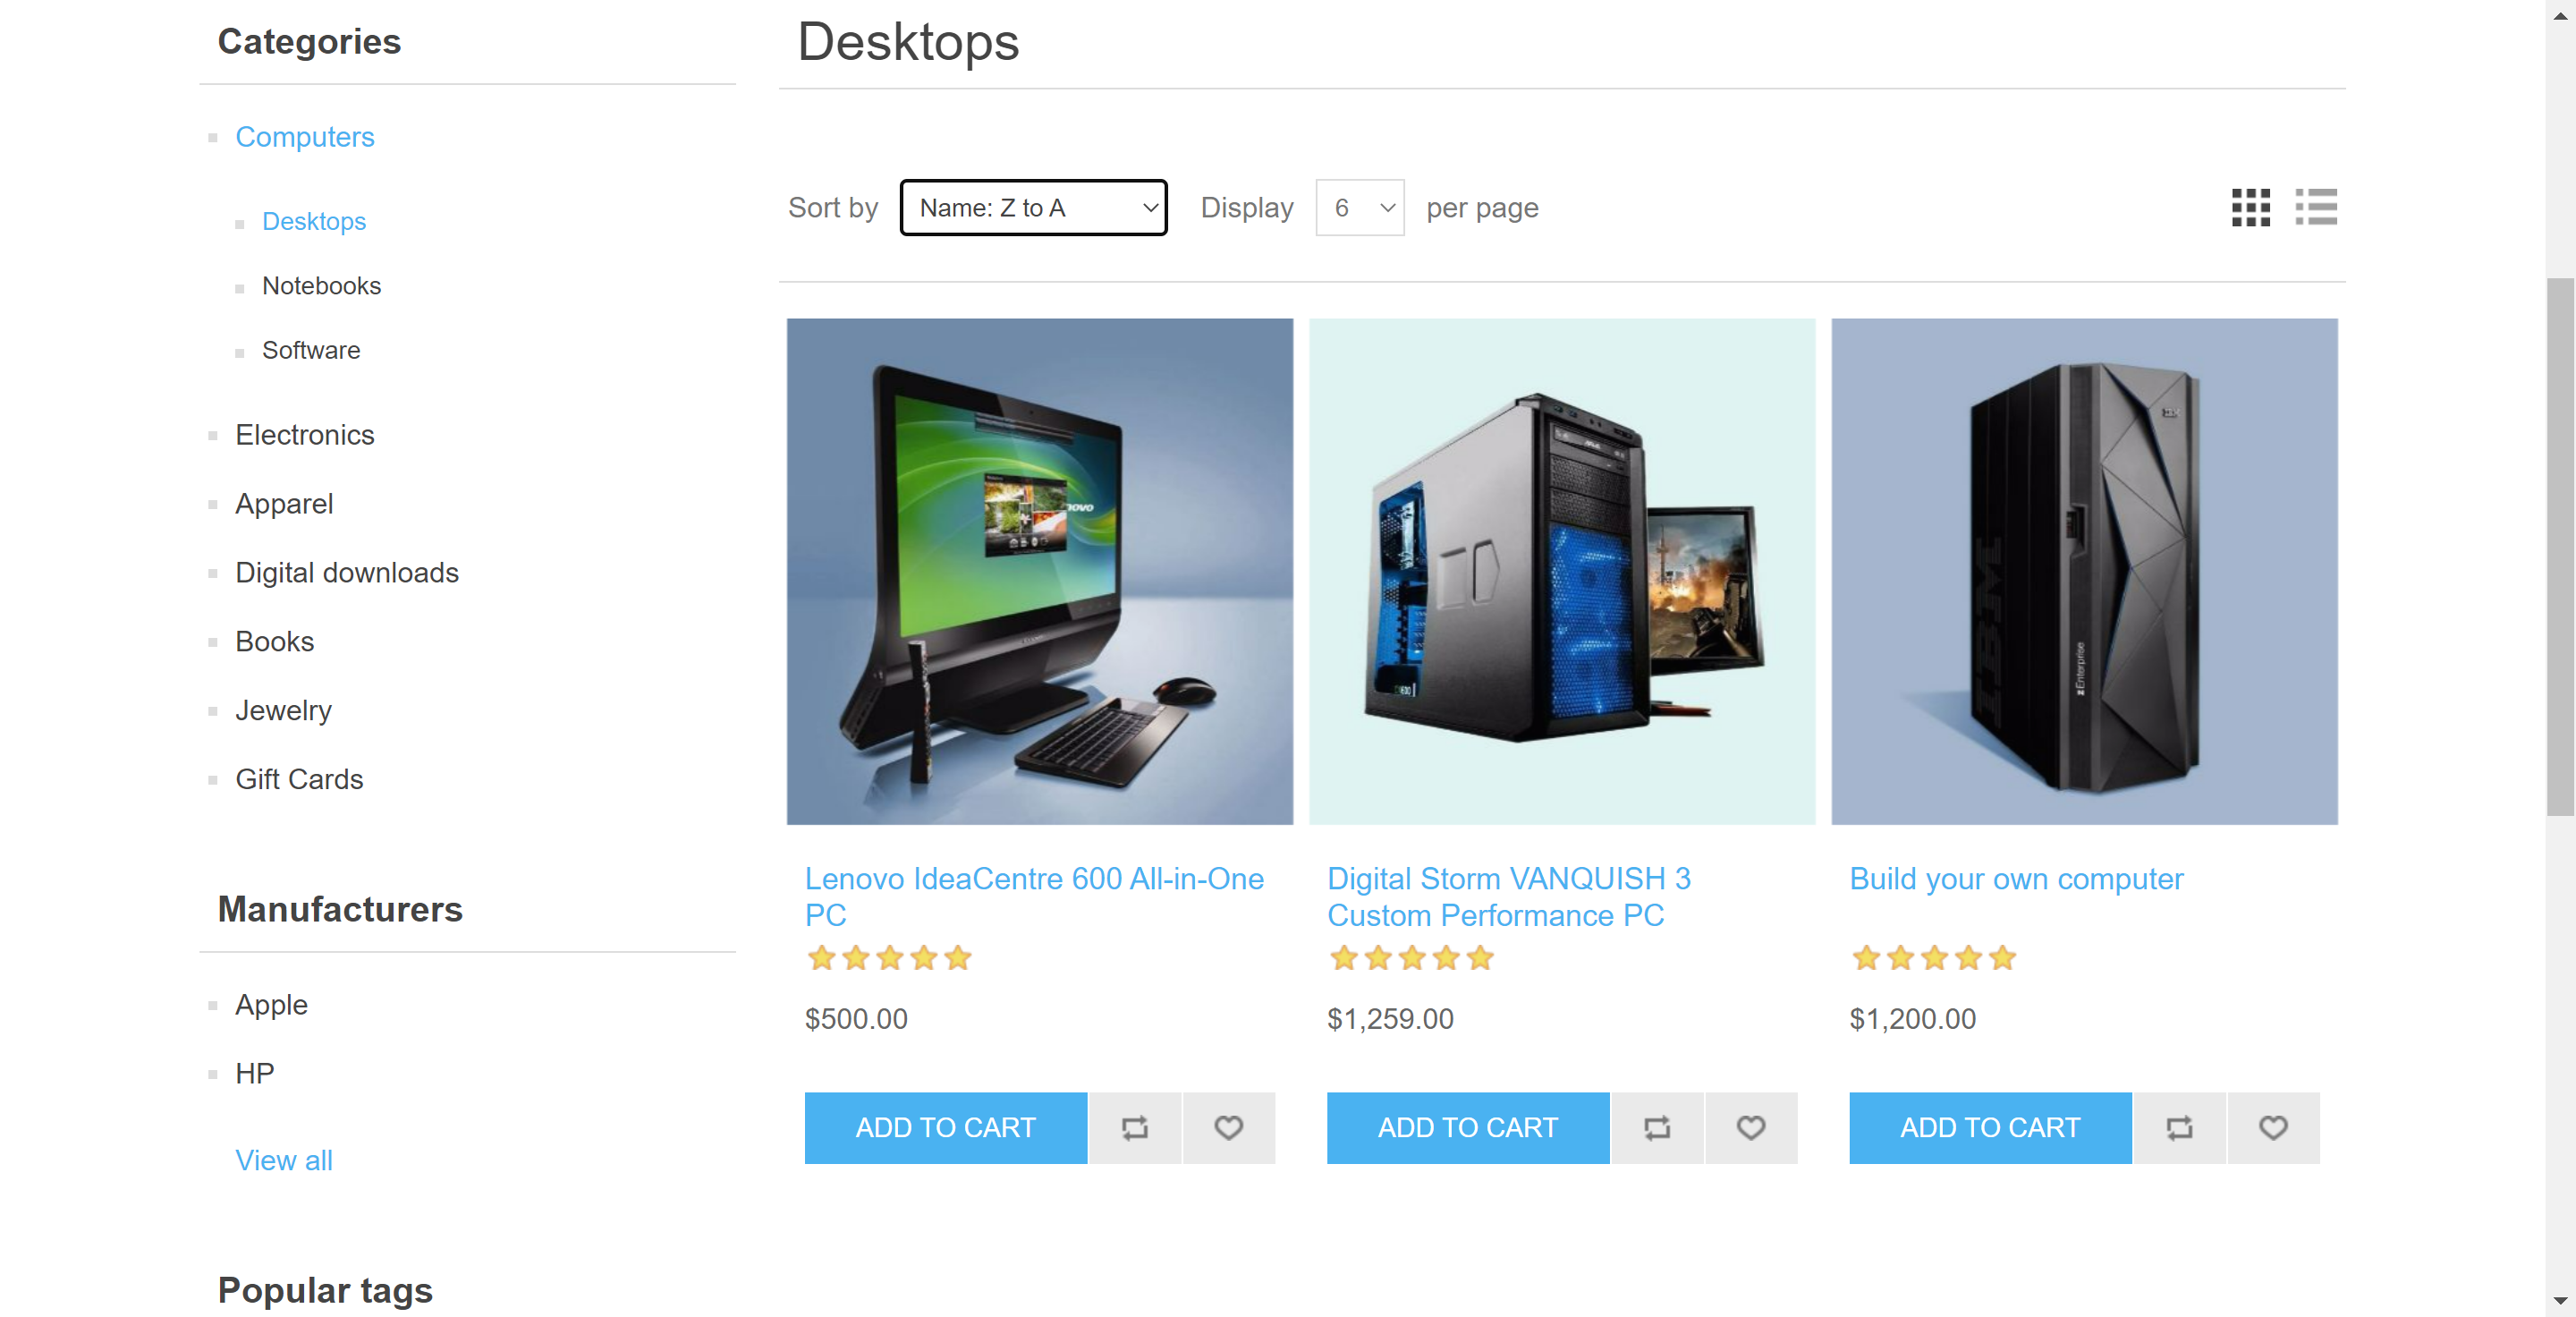 Categories
Computers
Desktops
Notebooks
Software
Electronics
Apparel
Digital downloads
Books
Jewelry
Gift Cards
Manufacturers
Apple
HP
View all
Popular tags
Desktops
Sort by Name: Z to A Display 6 per page
IBM
IBM
zEnterprise
Lenovo IdeaCentre 600 All-in-One
PC
$500.00
ADD TO CART
Digital Storm VANQUISH 3
Custom Performance PC
$1,259.00
ADD TO CART
Build your own computer
$1,200.00
ADD TO CART